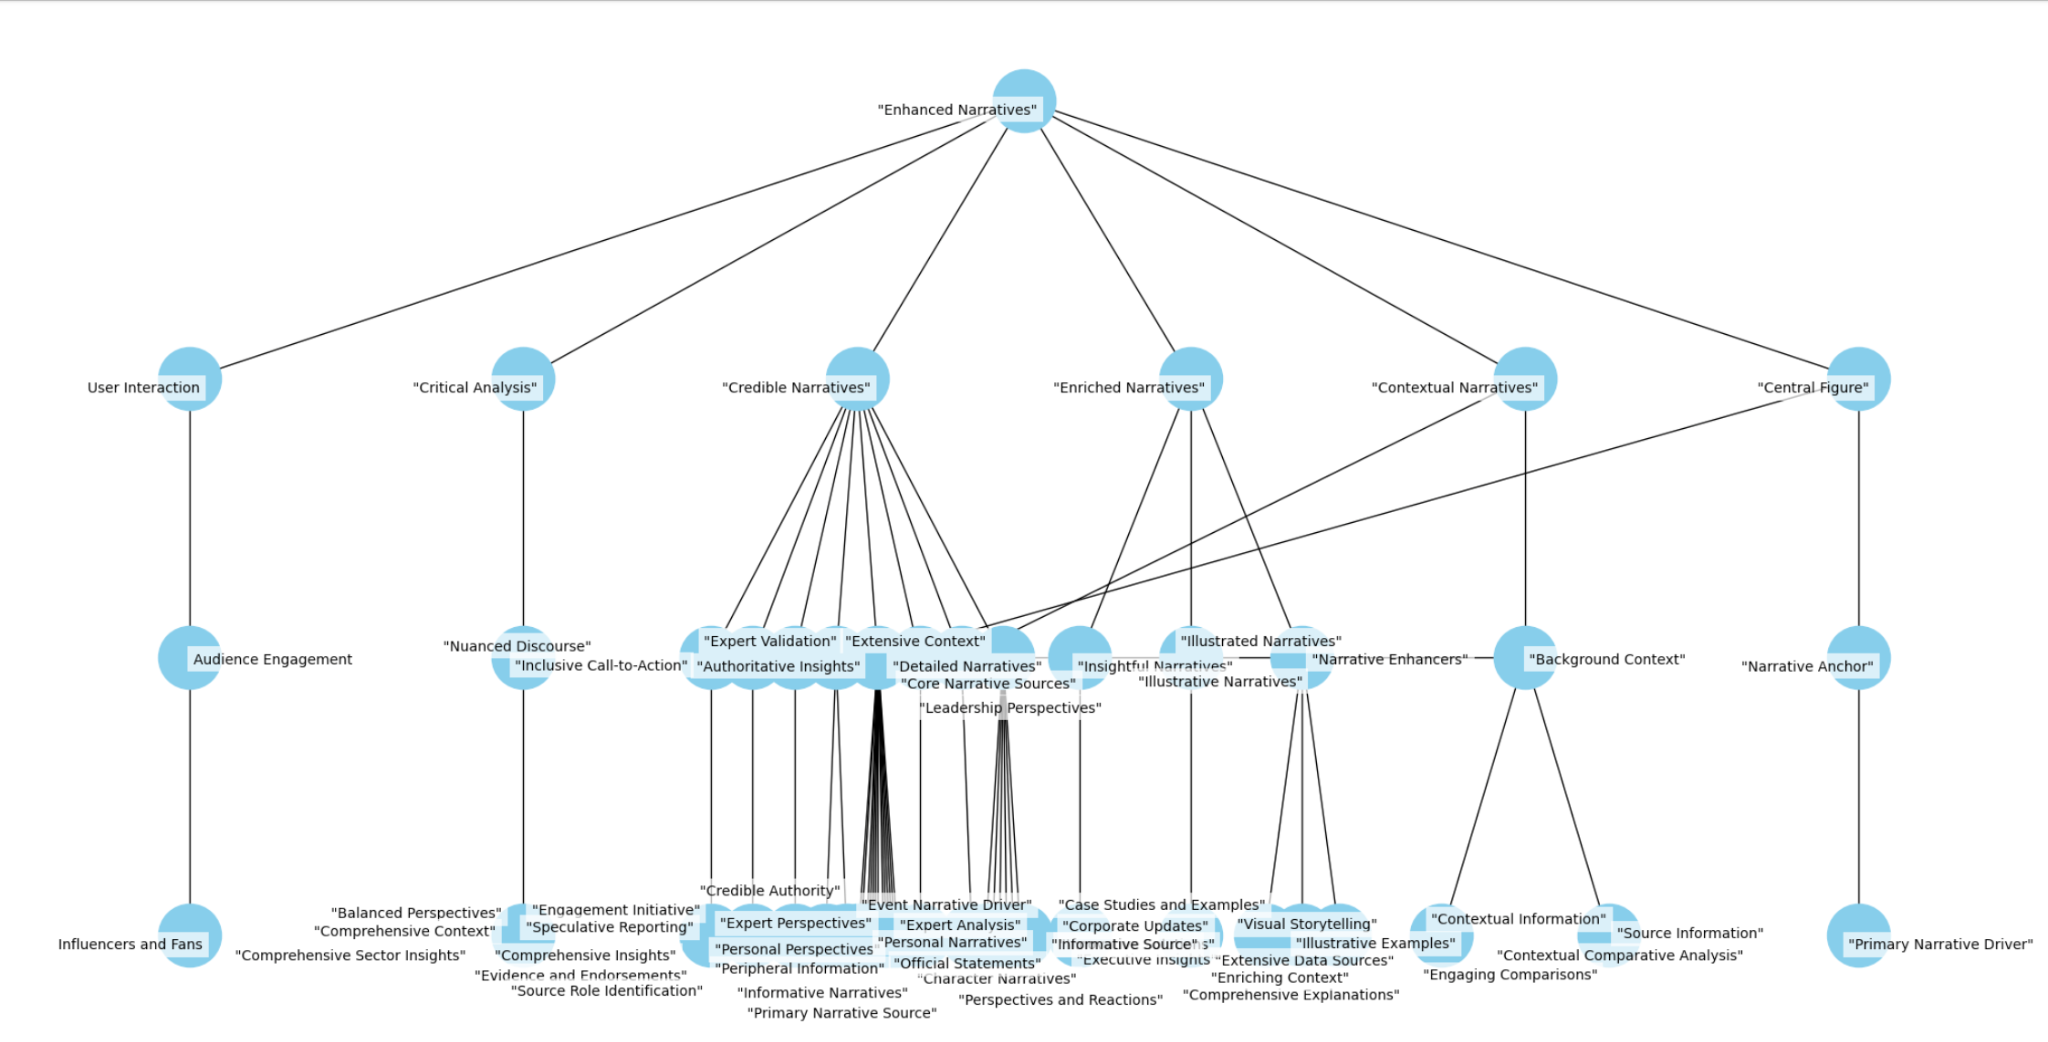 "Enhanced Narratives"
User Interaction
"Critical Analysis"
"Credible Narratives"
"Enriched Narratives"
"Contextual Narratives"
"Central Figure"
"Expert Validation"
"Extensive Context"
"Illustrated Narratives"
"Nuanced Discourse"
Audience Engagement
"Inclusive Call-to-Action"
"Authoritative Insights"
"Detailed Narratives"
"Insightful Narratives"
"Narrative Enhancers"
"Background Context"
"Narrative Anchor"
"Core Narrative Sources"
"Illustrative Narratives"
"Leadership Perspectives"
"Credible Authority"
"Event Narrative Driver"
"Case Studies and Examples"
"Balanced Perspectives"
"Engagement Initiative"
"Contextual Information"
"Comprehensive Context"
"Speculative Reporting"
"Expert Perspectives"
"Expert Analysis"
"Corporate Updates"
"Visual Storytelling"
"Source Information"
Influencers and Fans
"Personal Perspectives"
"Personal Narratives"
"Informative Sources"
"Illustrative Examples"
"Primary Narrative Driver"
"Comprehensive Sector Insights"
"Comprehensive Insights"
"Official Statements"
"Executive Insights"
"Extensive Data Sources"
"Contextual Comparative Analysis"
"Evidence and Endorsements"
"Peripheral Information"
"Character Narratives"
"Enriching Context"
"Engaging Comparisons"
"Source Role Identification"
"Informative Narratives"
"Perspectives and Reactions"
"Comprehensive Explanations"
"Primary Narrative Source"